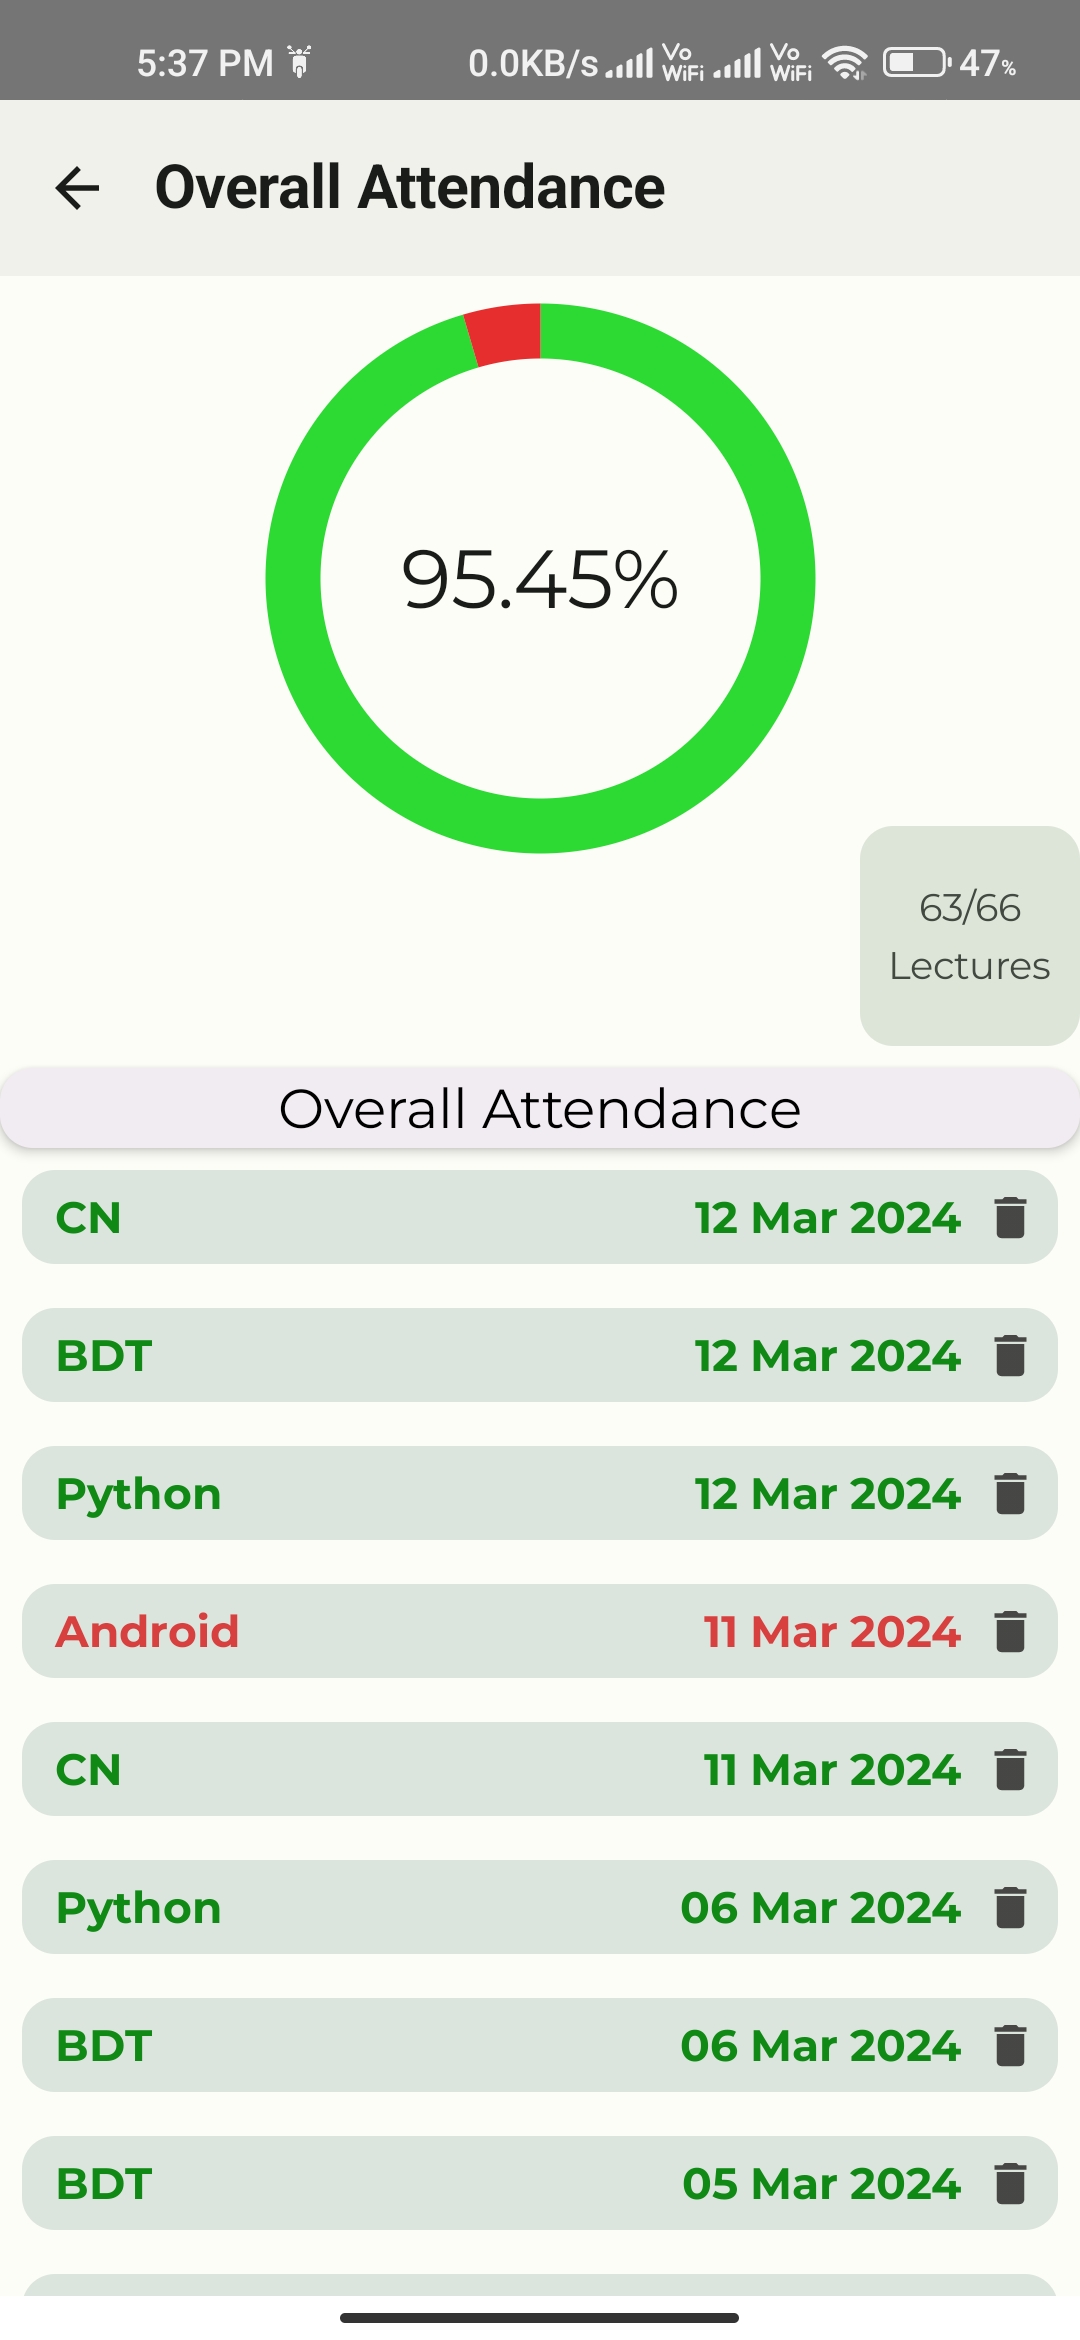 5:37 PM 0.0KB/s Vo WiFi Vo WiFi 47%
Overall Attendance
95.45%
63/66
Lectures
Overall Attendance
CN 12 Mar 2024
BDT 12 Mar 2024
Python 12 Mar 2024
Android 11 Mar 2024
CN 11 Mar 2024
Python 06 Mar 2024
BDT 06 Mar 2024
BDT 05 Mar 2024